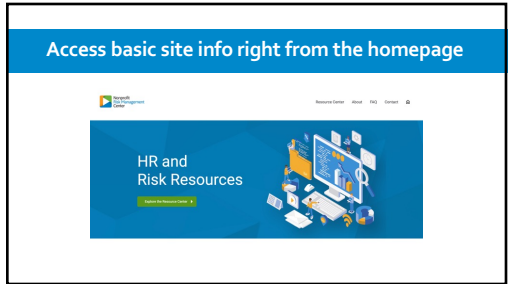 Access basic site info right from the homepage
Nonprofit
Risk Management
Center
Resource Center About FAQ Contact
HR and
Risk Resources
Explore the Resource Center